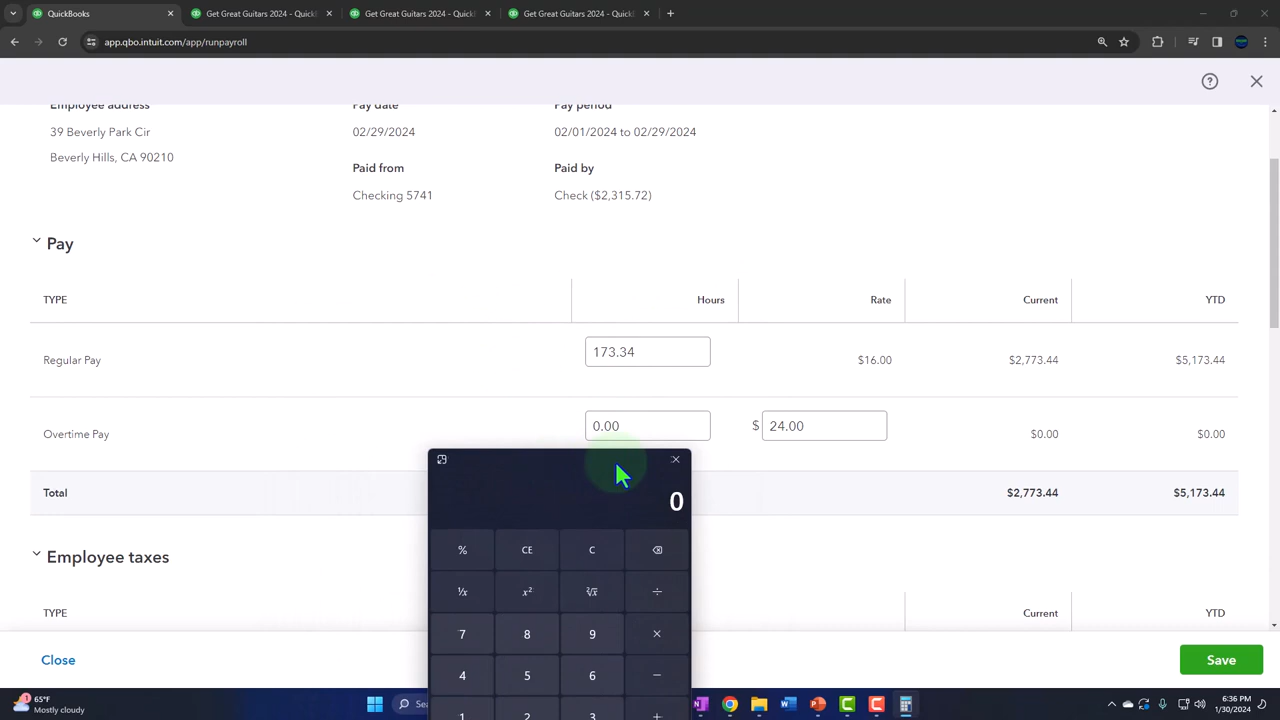 QuickBooks
Get Great Guitars 2024 - Quick
Get Great Guitars 2024 - Quick
Get Great Guitars 2024 - Quick
app.qbo.intuit.com/app/runpayroll
Employee address
Pay date
Pay period
39 Beverly Park Cir
02/29/2024
02/01/2024 to 02/29/2024
Beverly Hills, CA 90210
Paid from
Paid by
Checking 5741
Check ($2,315.72)
Pay
TYPE Hours Rate Current YTD
Regular Pay 173.34 $16.00 $2,773.44 $5,173.44
Overtime Pay 0.00 $ 24.00 $0.00 $0.00
Total $2,773.44 $5,173.44
0
Employee taxes
% CE C
⅟x x² ²√x ÷
TYPE Current YTD
7 8 9 ×
Close
Save
4 5 6 −
1 2 3 +
65°F
Mostly cloudy
Sea
6:36 PM
1/30/2024